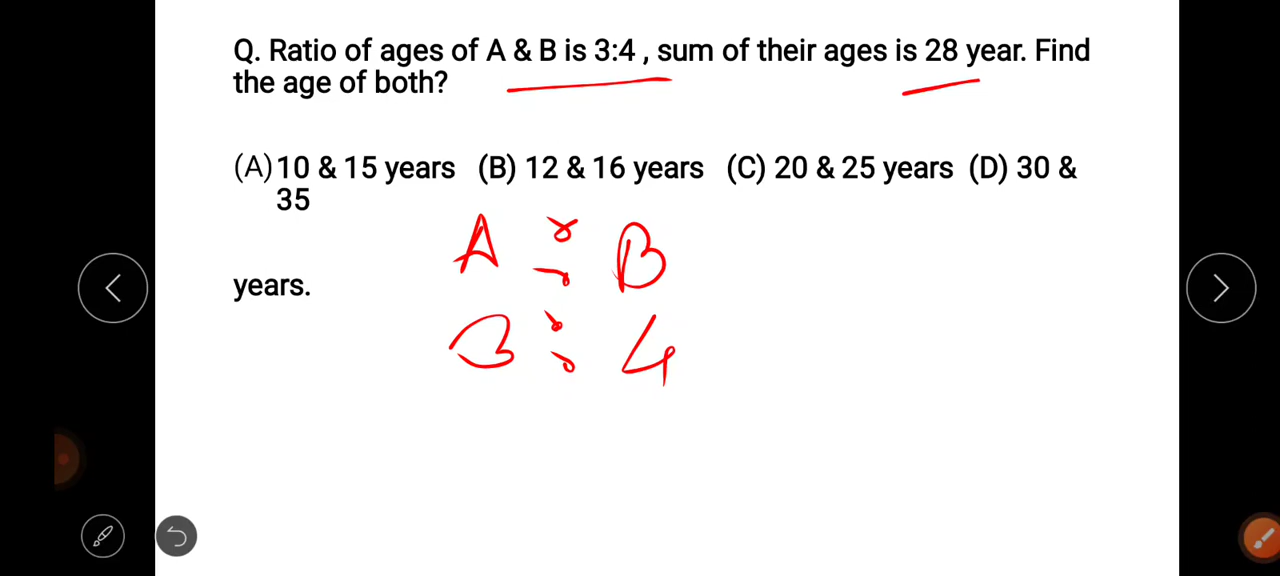 Q. Ratio of ages of A & B is 3:4 , sum of their ages is 28 year. Find
the age of both?
(A) 10 & 15 years (B) 12 & 16 years (C) 20 & 25 years (D) 30 &
35
years.
A : B
3 : 4